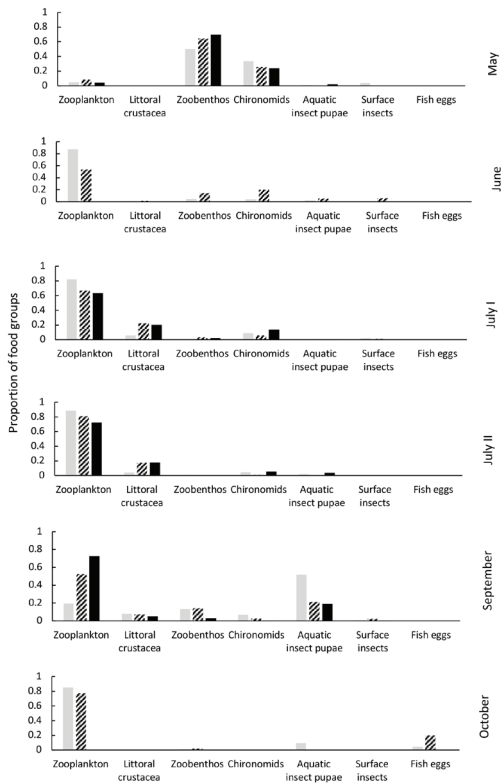 1
0.8
0.6
0.4
0.2
0
Zooplankton Littoral Zoobenthos Chironomids Aquatic Surface Fish eggs
crustacea insect pupae insects
May
1
0.8
0.6
0.4
0.2
0
Zooplankton Littoral Zoobenthos Chironomids Aquatic Surface Fish eggs
crustacea insect pupae insects
June
Proportion of food groups
1
0.8
0.6
0.4
0.2
0
Zooplankton Littoral Zoobenthos Chironomids Aquatic Surface Fish eggs
crustacea insect pupae insects
July I
1
0.8
0.6
0.4
0.2
0
Zooplankton Littoral Zoobenthos Chironomids Aquatic Surface Fish eggs
crustacea insect pupae insects
July II
1
0.8
0.6
0.4
0.2
0
Zooplankton Littoral Zoobenthos Chironomids Aquatic Surface Fish eggs
crustacea insect pupae insects
September
1
0.8
0.6
0.4
0.2
0
Zooplankton Littoral Zoobenthos Chironomids Aquatic Surface Fish eggs
crustacea insect pupae insects
October